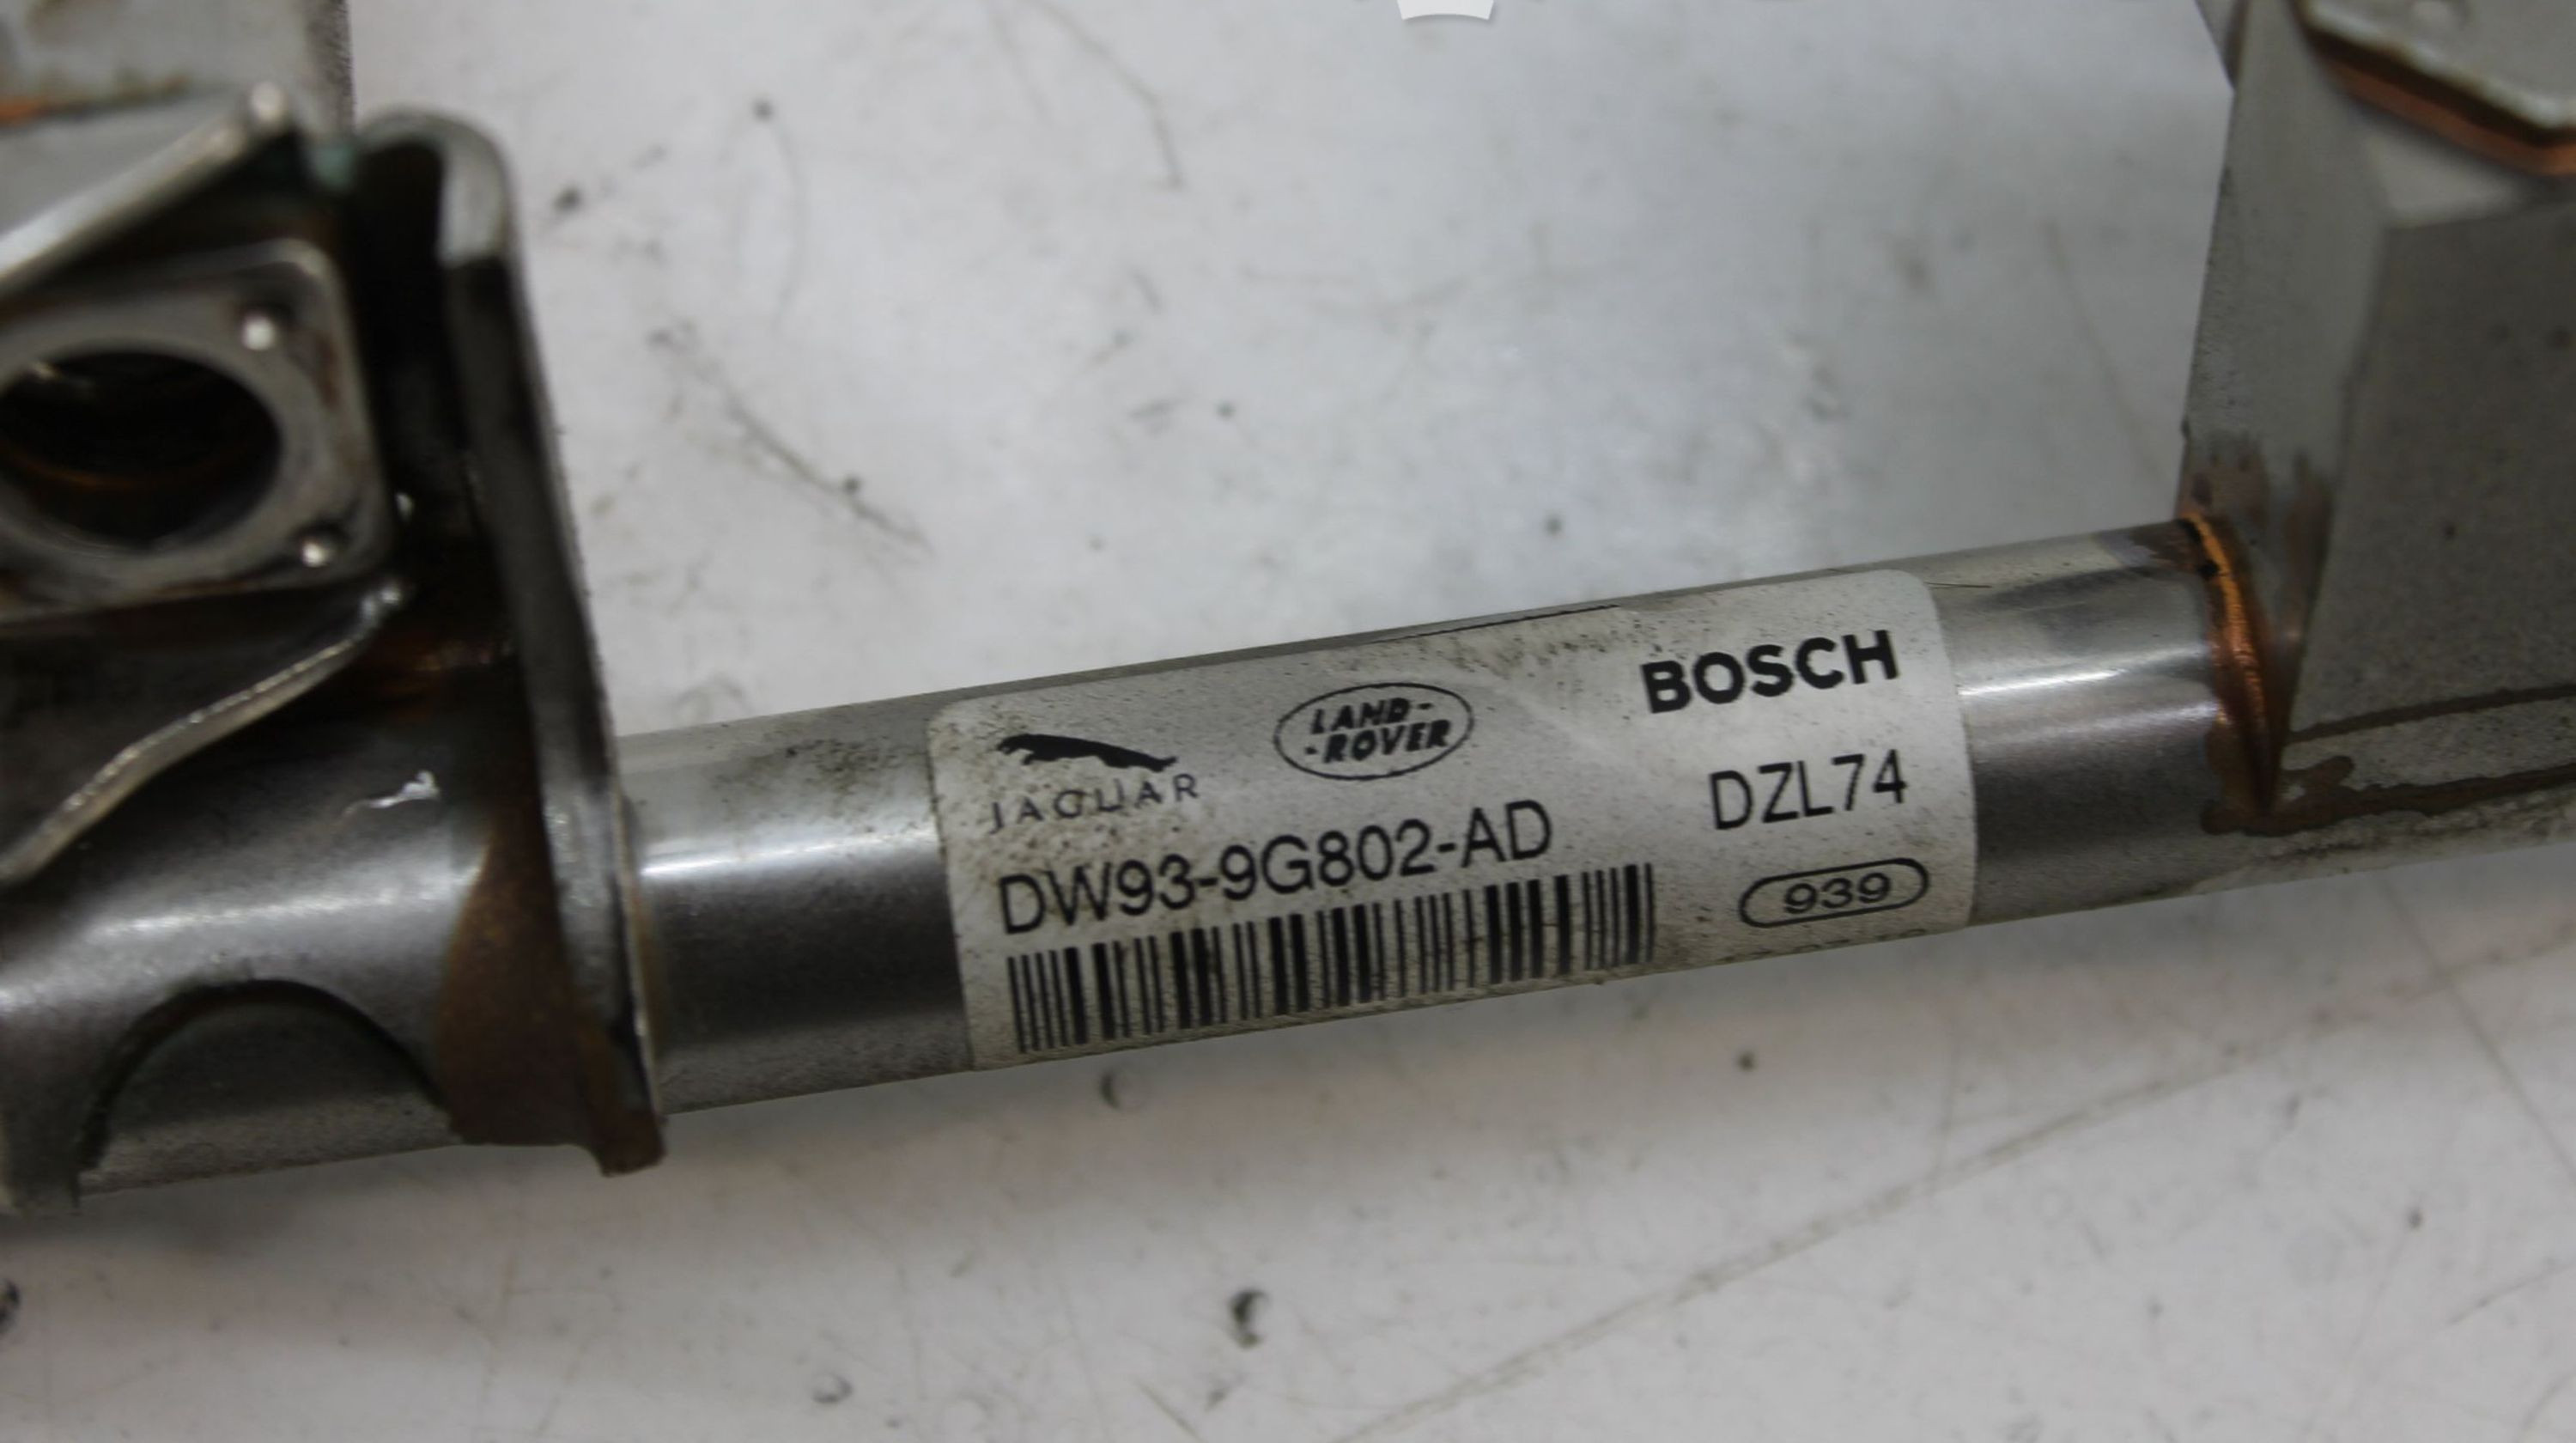 JAGUAR
LAND-
-ROVER
BOSCH
DW93-9G802-AD
DZL74
939